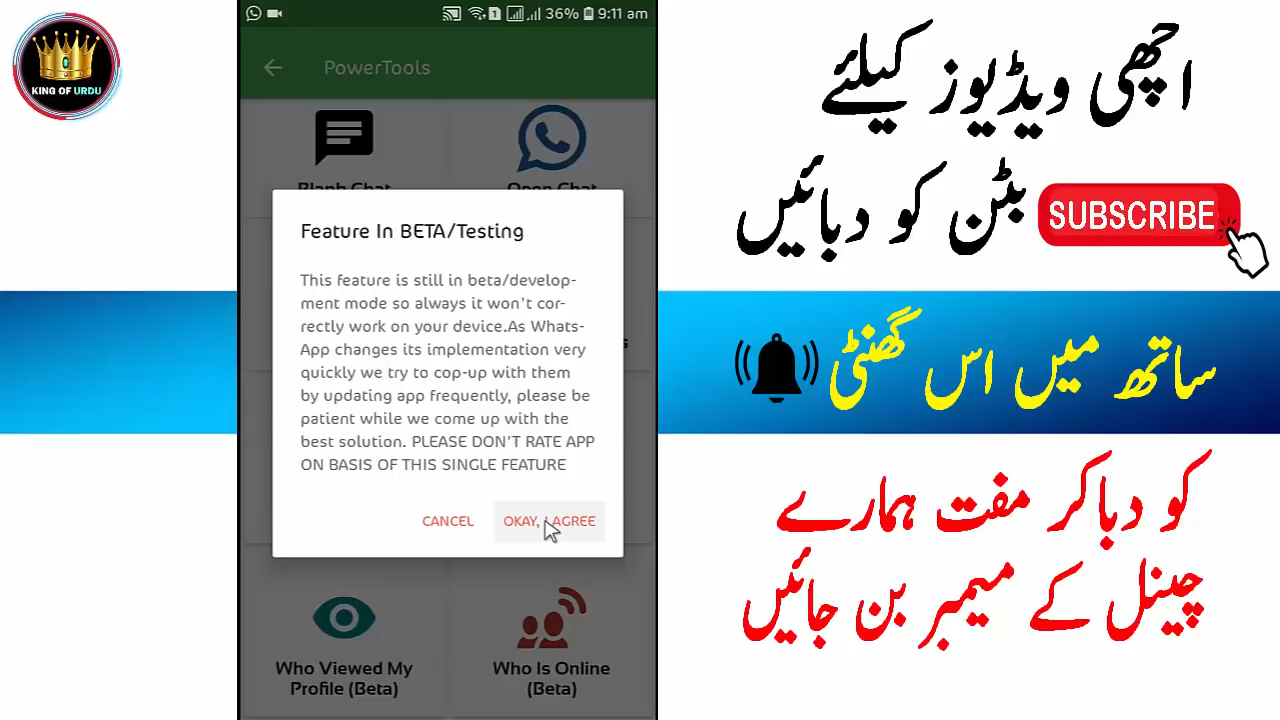 KING OF URDU
36% 9:11 am
PowerTools
Open Chat
Feature In BETA/Testing
This feature is still in beta/develop-
ment mode so always it won't cor-
rectly work on your device.As Whats-
App changes its implementation very
quickly we try to cop-up with them
by updating app frequently, please be
patient while we come up with the
best solution. PLEASE DON'T RATE APP
ON BASIS OF THIS SINGLE FEATURE
CANCEL
OKAY, I AGREE
Who Viewed My
Profile (Beta)
Who Is Online
(Beta)
اچھی ویڈیوز کیلئے
بٹن کو دبائیں
SUBSCRIBE
ساتھ میں اس گھنٹی
کو دباکر مفت ہمارے
چینل کے میمبر بن جائیں